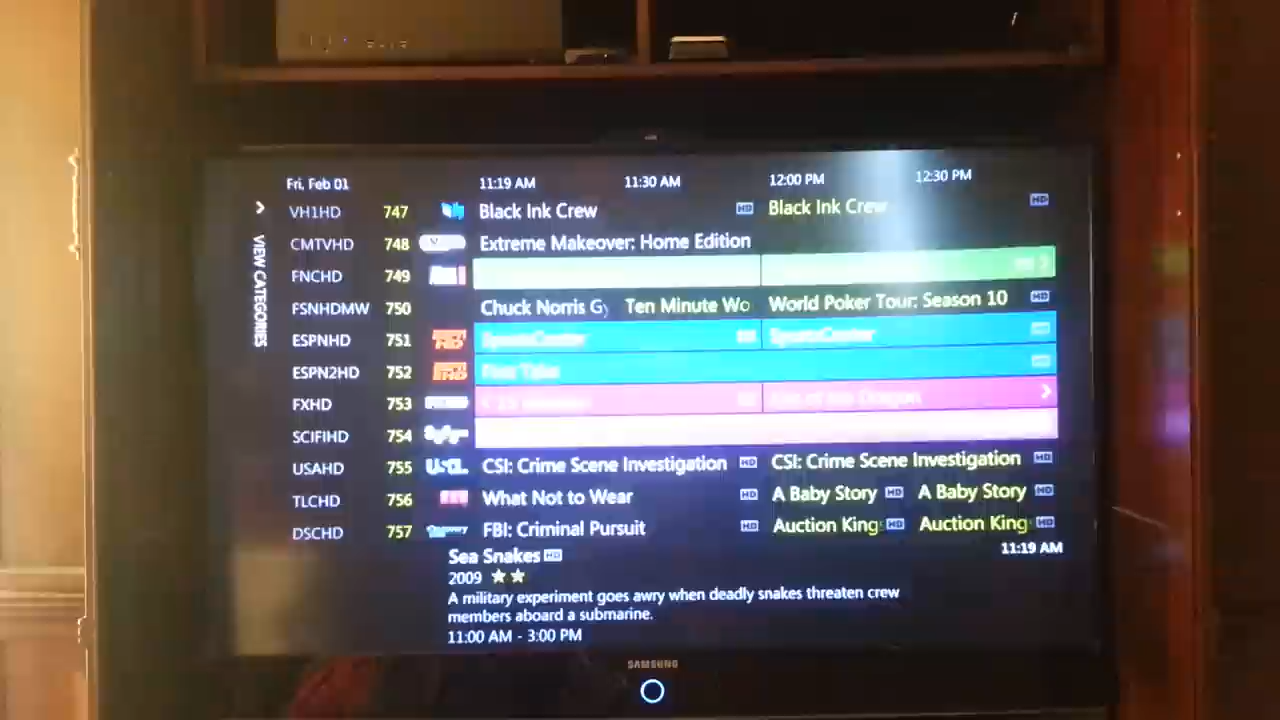 Fri, Feb 01 11:19 AM 11:30 AM 12:00 PM 12:30 PM
VH1HD 747 Black Ink Crew HD Black Ink Crew HD
CMTVHD 748 Extreme Makeover: Home Edition
FNCHD 749
FSNHDMW 750 Chuck Norris G Ten Minute Wo World Poker Tour: Season 10 HD
ESPNHD 751 SportsCenter SportsCenter
ESPN2HD 752 First Take
FXHD 753
SCIFIHD 754 Syfy
USAHD 755 USA CSI: Crime Scene Investigation HD CSI: Crime Scene Investigation HD
TLCHD 756 What Not to Wear HD A Baby Story HD A Baby Story HD
DSCHD 757 FBI: Criminal Pursuit HD Auction King HD Auction King HD
VIEW CATEGORIES
Sea Snakes HD 11:19 AM
2009 ★★
A military experiment goes awry when deadly snakes threaten crew
members aboard a submarine.
11:00 AM - 3:00 PM
SAMSUNG